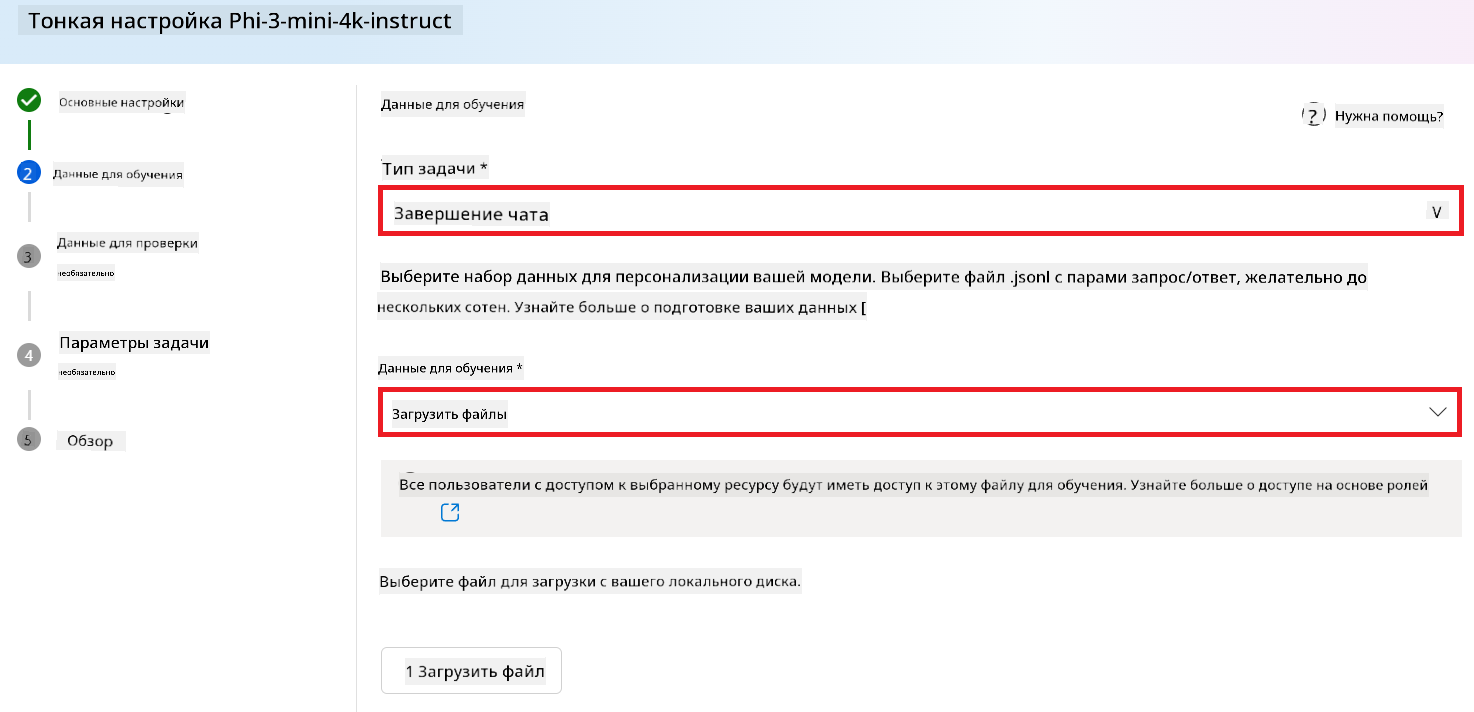 Тонкая настройка Phi-3-mini-4k-instruct
Основные настройки
2 Данные для обучения
3 Данные для проверки
необязательно
4 Параметры задачи
необязательно
5 Обзор
Данные для обучения
? Нужна помощь?
Тип задачи *
Завершение чата V
Выберите набор данных для персонализации вашей модели. Выберите файл .jsonl с парами запрос/ответ, желательно до
нескольких сотен. Узнайте больше о подготовке ваших данных [
Данные для обучения *
Загрузить файлы
Все пользователи с доступом к выбранному ресурсу будут иметь доступ к этому файлу для обучения. Узнайте больше о доступе на основе ролей
Выберите файл для загрузки с вашего локального диска.
1 Загрузить файл